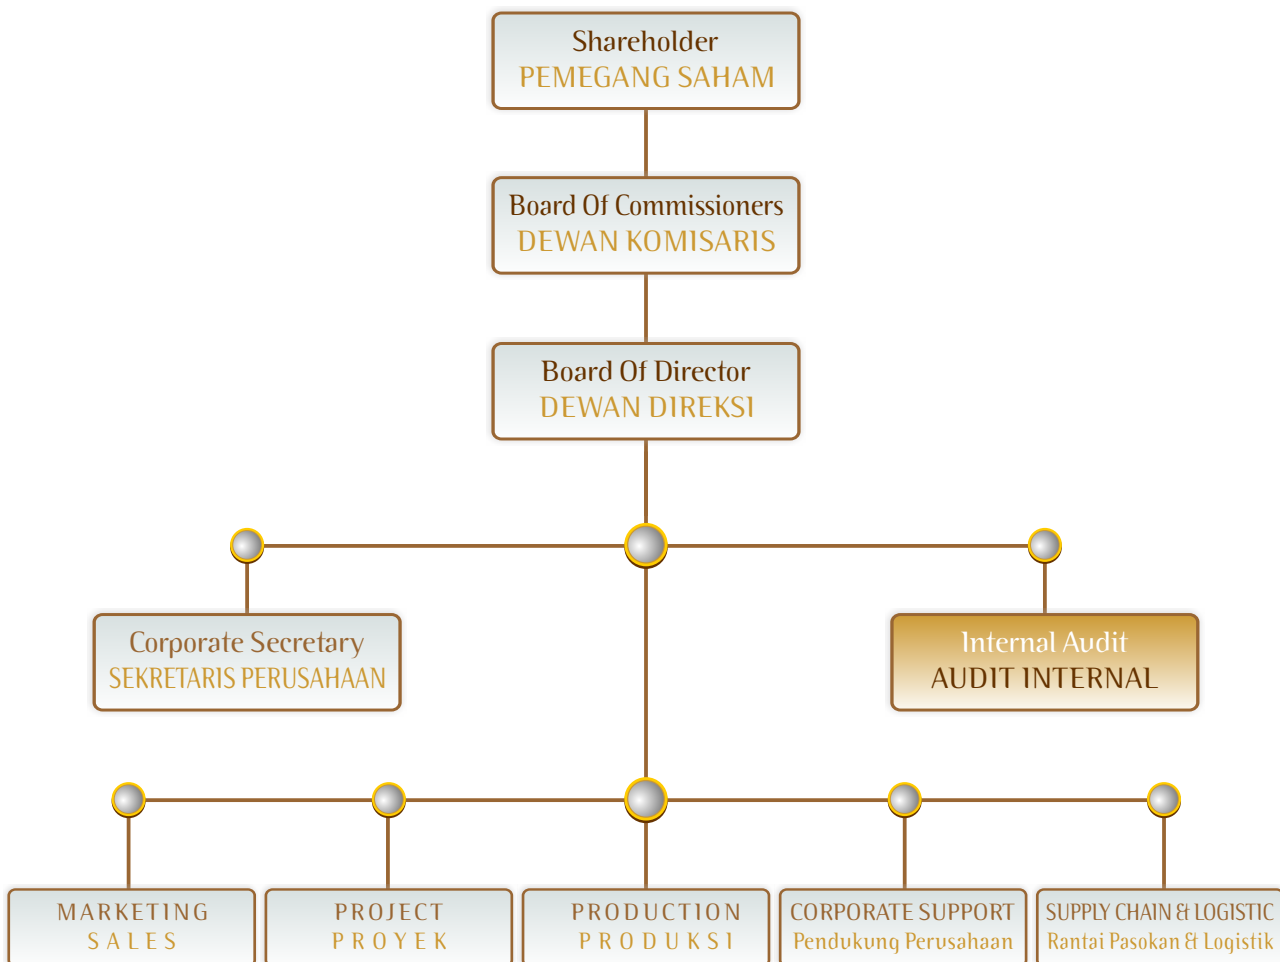 Shareholder
PEMEGANG SAHAM
Board Of Commissioners
DEWAN KOMISARIS
Board Of Director
DEWAN DIREKSI
Corporate Secretary
SEKRETARIS PERUSAHAAN
Internal Audit
AUDIT INTERNAL
MARKETING
SALES
PROJECT
PROYEK
PRODUCTION
PRODUKSI
CORPORATE SUPPORT
Pendukung Perusahaan
SUPPLY CHAIN & LOGISTIC
Rantai Pasokan & Logistik